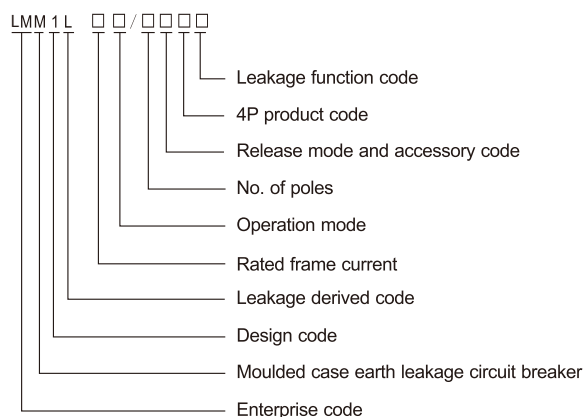 LMM1L □□/□□□□
Leakage function code
4P product code
Release mode and accessory code
No. of poles
Operation mode
Rated frame current
Leakage derived code
Design code
Moulded case earth leakage circuit breaker
Enterprise code